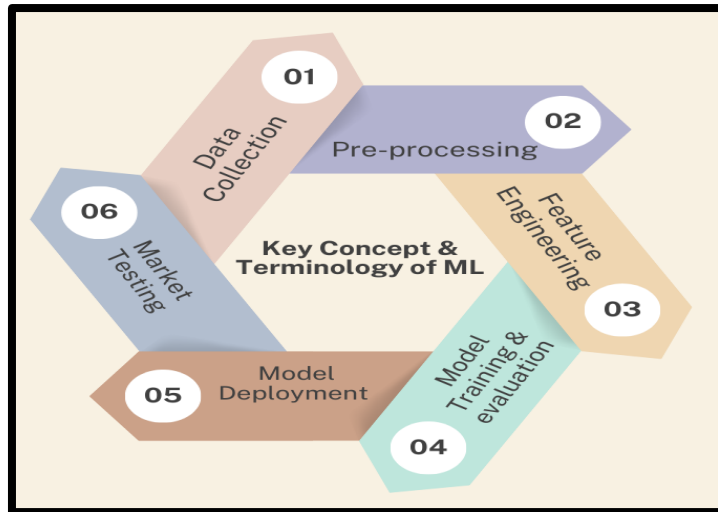 01
Data
Collection
02
Pre-processing
Feature
Engineering
03
Model
Training &
evaluation
04
Model
Deployment
05
Market
Testing
06
Key Concept &
Terminology of ML